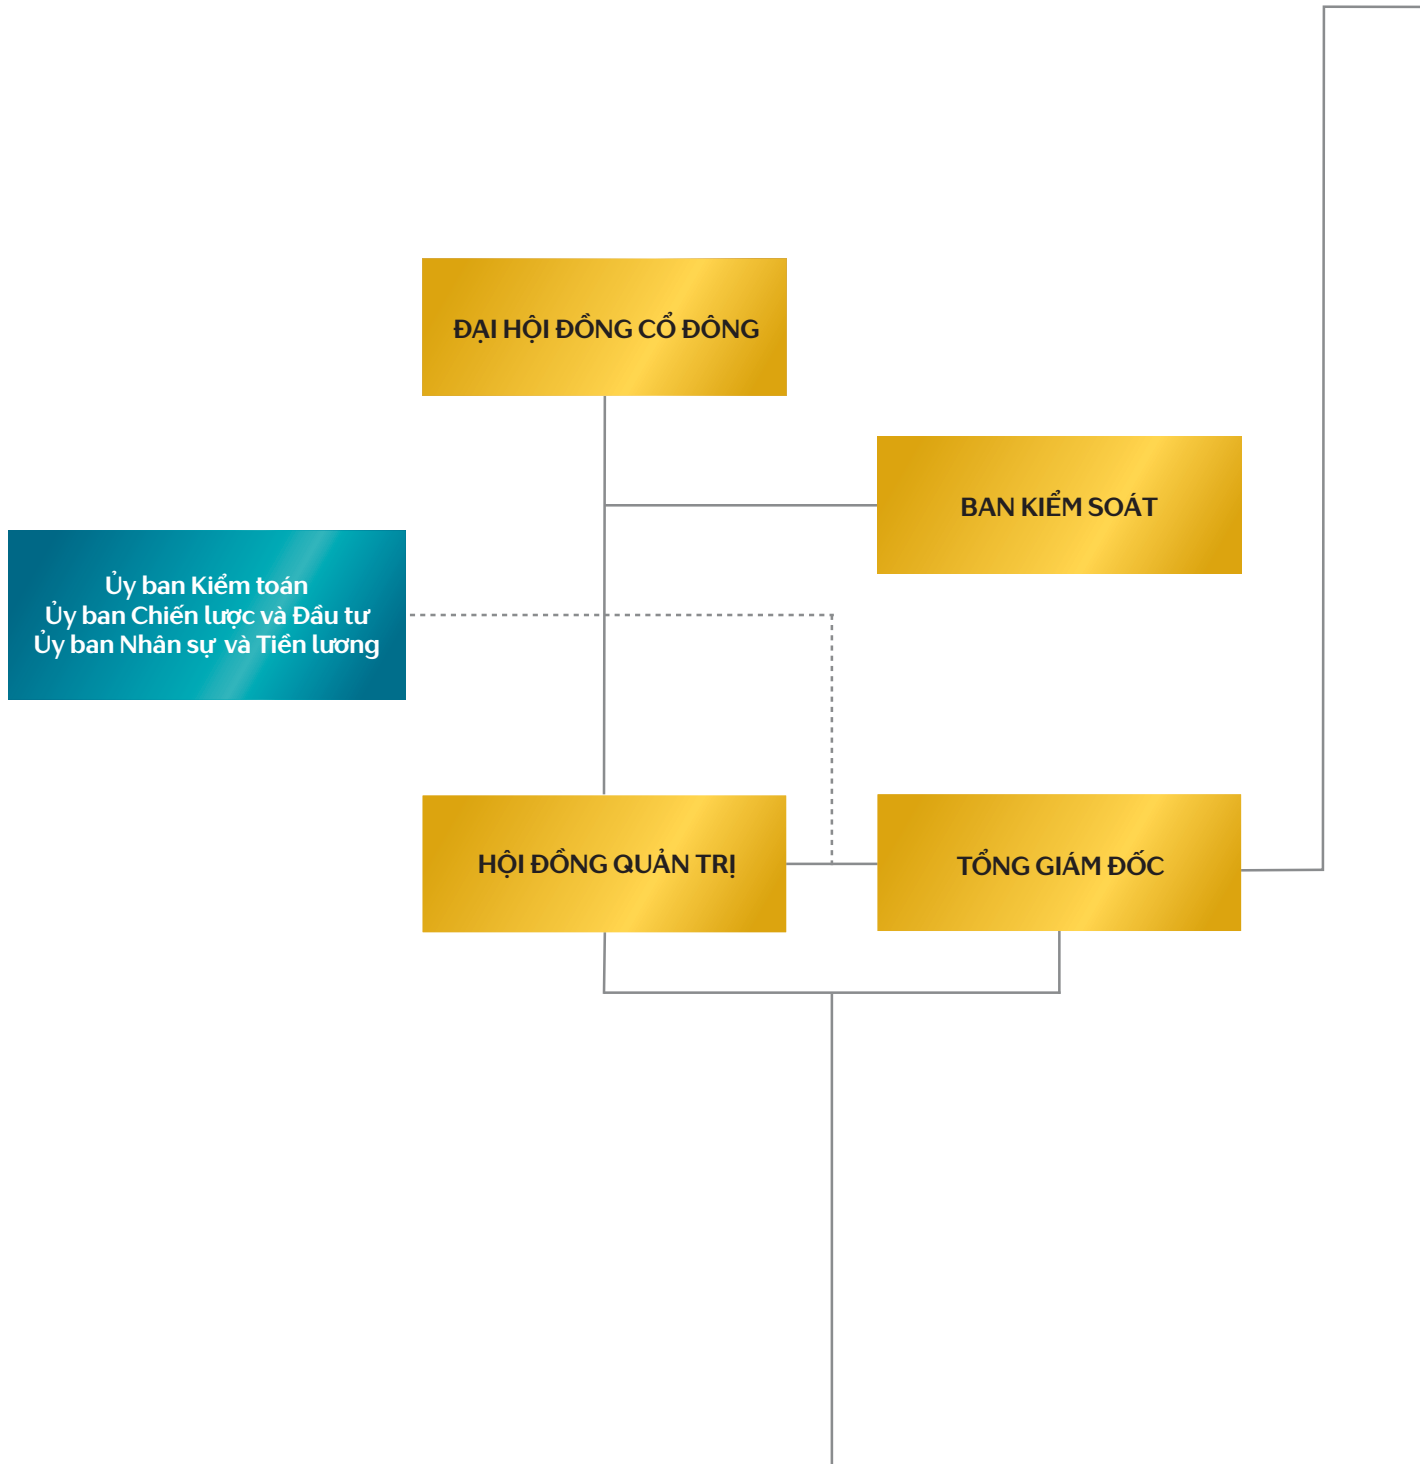 ĐẠI HỘI ĐỒNG CỔ ĐÔNG
BAN KIỂM SOÁT
Ủy ban Kiểm toán
Ủy ban Chiến lược và Đầu tư
Ủy ban Nhân sự và Tiền lương
HỘI ĐỒNG QUẢN TRỊ
TỔNG GIÁM ĐỐC